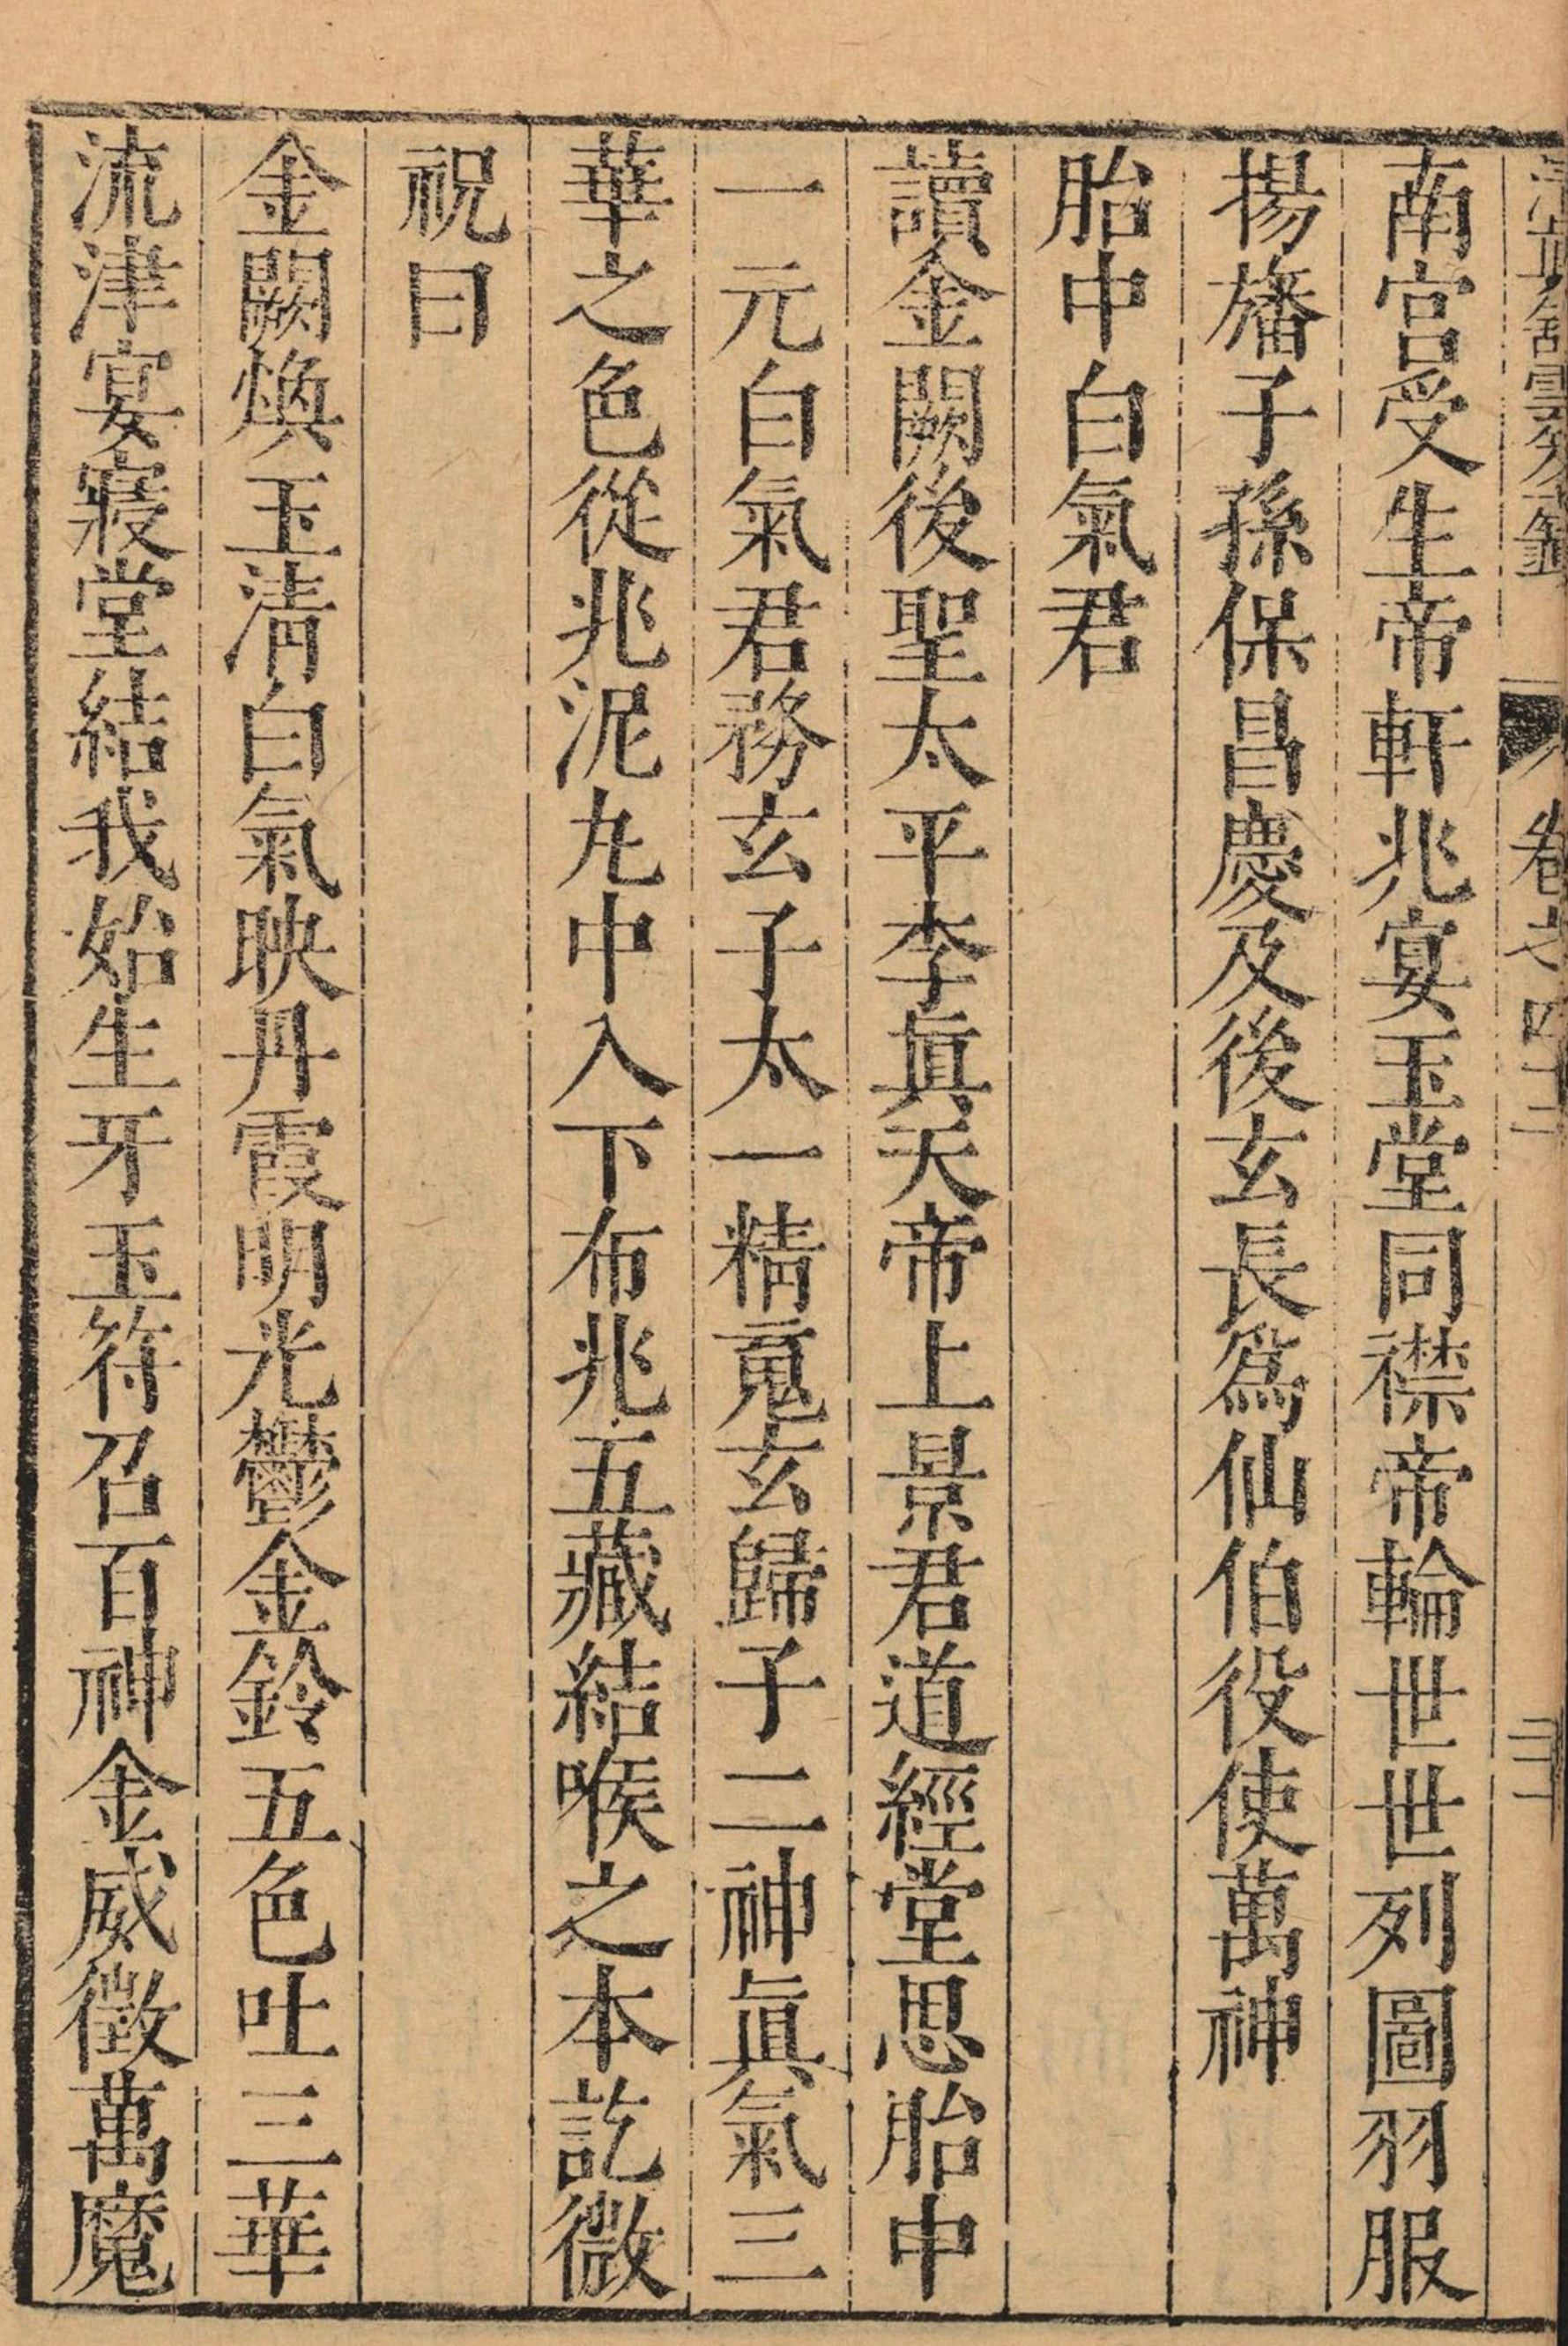 清真館雲笈七籤 卷之四十二
南宮受生帝軒兆宴玉堂同襟帝輪世世列圖羽服
揚旛子孫保昌慶及後玄長爲仙伯役使萬神
胎中白氣君
讀金闕後聖太平李眞天帝上景君道經堂思胎中
一元白氣君務玄子太一精䰟玄歸子二神眞氣三
華之色從兆泥丸中入下布兆五藏結喉之本訖微
祝曰
金闕煥玉淸白氣映丹霞明光鬱金鈴五色吐三華
流津宴寢堂結我始生牙玉符召百神金威徵萬魔